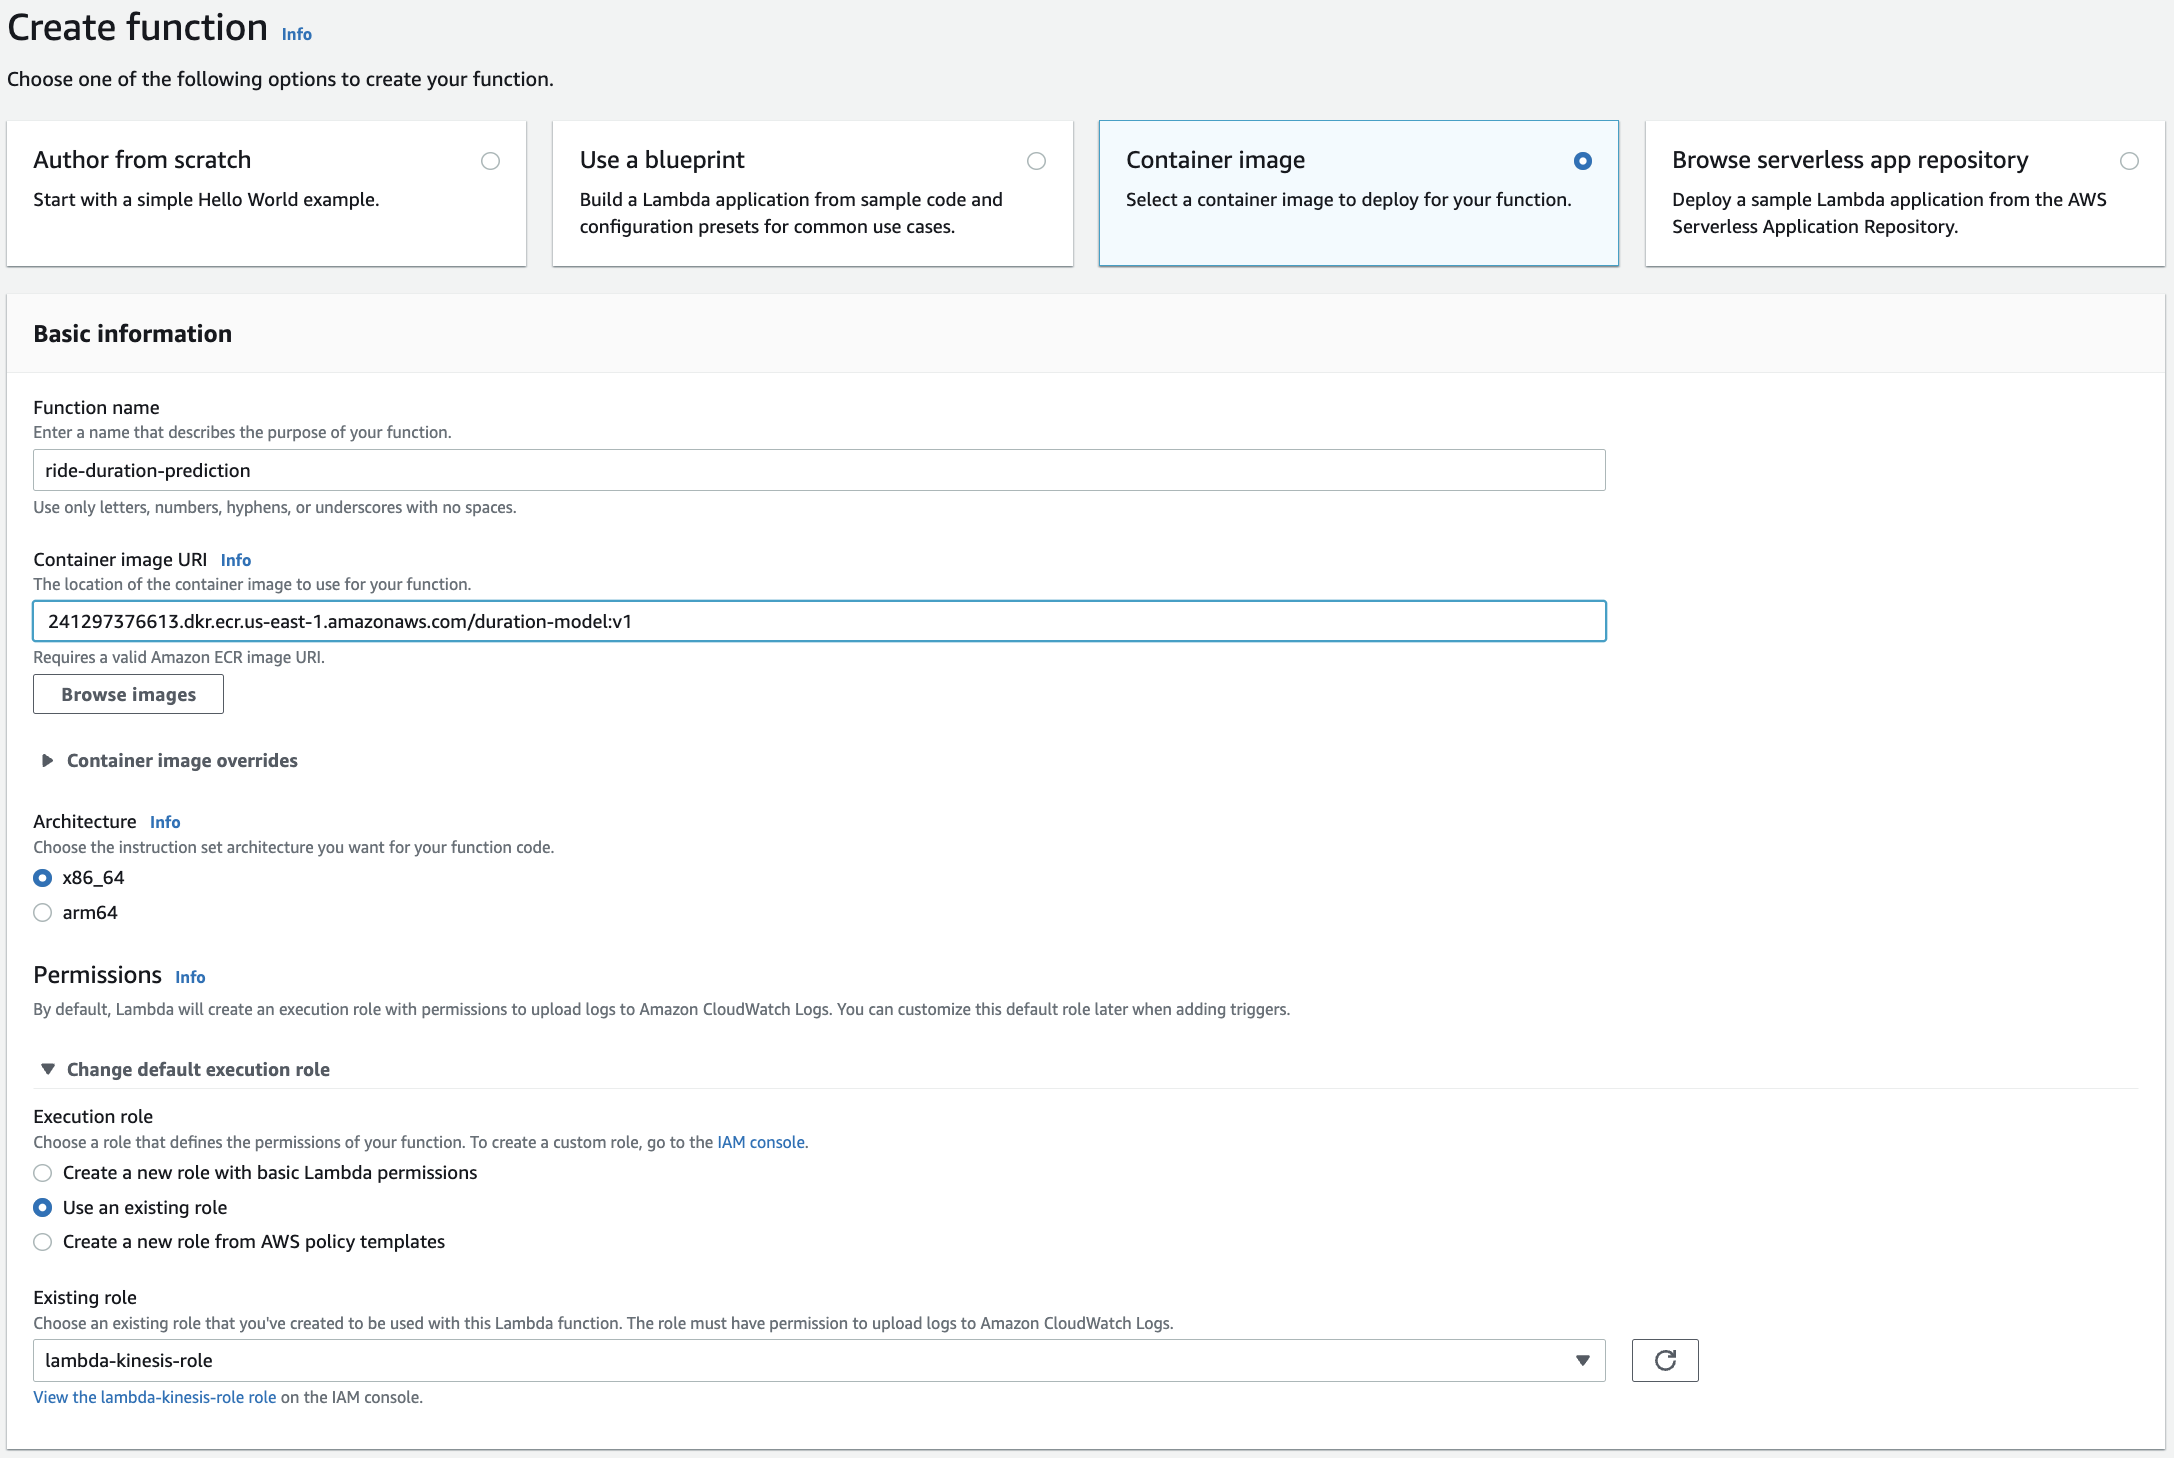 Create function Info
Choose one of the following options to create your function.
Author from scratch
Start with a simple Hello World example.
Use a blueprint
Build a Lambda application from sample code and
configuration presets for common use cases.
Container image
Select a container image to deploy for your function.
Browse serverless app repository
Deploy a sample Lambda application from the AWS
Serverless Application Repository.
Basic information
Function name
Enter a name that describes the purpose of your function.
ride-duration-prediction
Use only letters, numbers, hyphens, or underscores with no spaces.
Container image URI Info
The location of the container image to use for your function.
241297376613.dkr.ecr.us-east-1.amazonaws.com/duration-model:v1
Requires a valid Amazon ECR image URI.
Browse images
Container image overrides
Architecture Info
Choose the instruction set architecture you want for your function code.
x86_64
arm64
Permissions Info
By default, Lambda will create an execution role with permissions to upload logs to Amazon CloudWatch Logs. You can customize this default role later when adding triggers.
Change default execution role
Execution role
Choose a role that defines the permissions of your function. To create a custom role, go to the IAM console.
Create a new role with basic Lambda permissions
Use an existing role
Create a new role from AWS policy templates
Existing role
Choose an existing role that you've created to be used with this Lambda function. The role must have permission to upload logs to Amazon CloudWatch Logs.
lambda-kinesis-role
View the lambda-kinesis-role role on the IAM console.